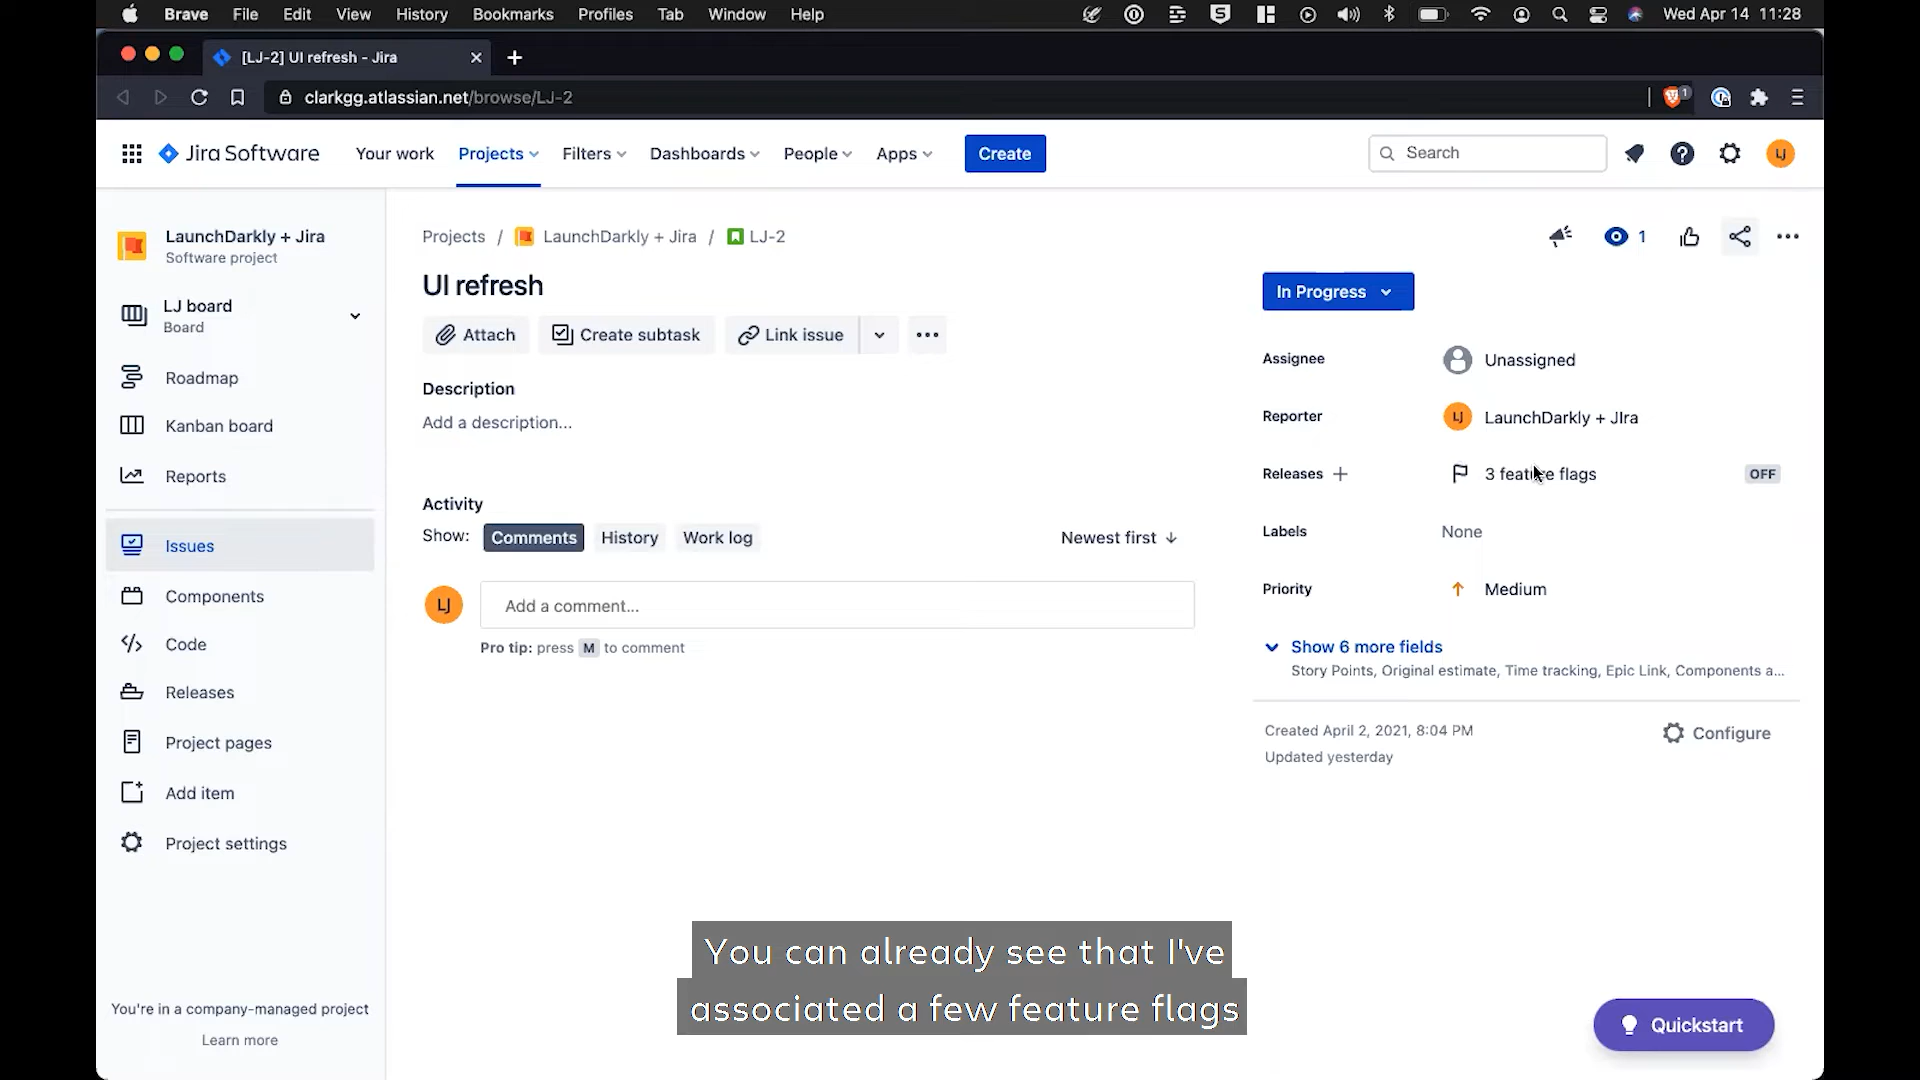 Brave File Edit View History Bookmarks Profiles Tab Window Help Wed Apr 14 11:28
[LJ-2] UI refresh - Jira
clarkgg.atlassian.net/browse/LJ-2
1
Jira Software Your work Projects Filters Dashboards People Apps Create Search LJ
LaunchDarkly + Jira
Software project
LJ board
Board
Roadmap
Kanban board
Reports
Issues
Components
Code
Releases
Project pages
Add item
Project settings
You're in a company-managed project
Learn more
Projects / LaunchDarkly + Jira / LJ-2
1
UI refresh
Attach Create subtask Link issue
Description
Add a description...
Activity
Show: Comments History Work log Newest first
LJ Add a comment...
Pro tip: press M to comment
In Progress
Assignee Unassigned
Reporter LJ LaunchDarkly + JIra
Releases 3 feature flags OFF
Labels None
Priority Medium
Show 6 more fields
Story Points, Original estimate, Time tracking, Epic Link, Components a...
Created April 2, 2021, 8:04 PM
Configure
Updated yesterday
You can already see that I've
associated a few feature flags
Quickstart